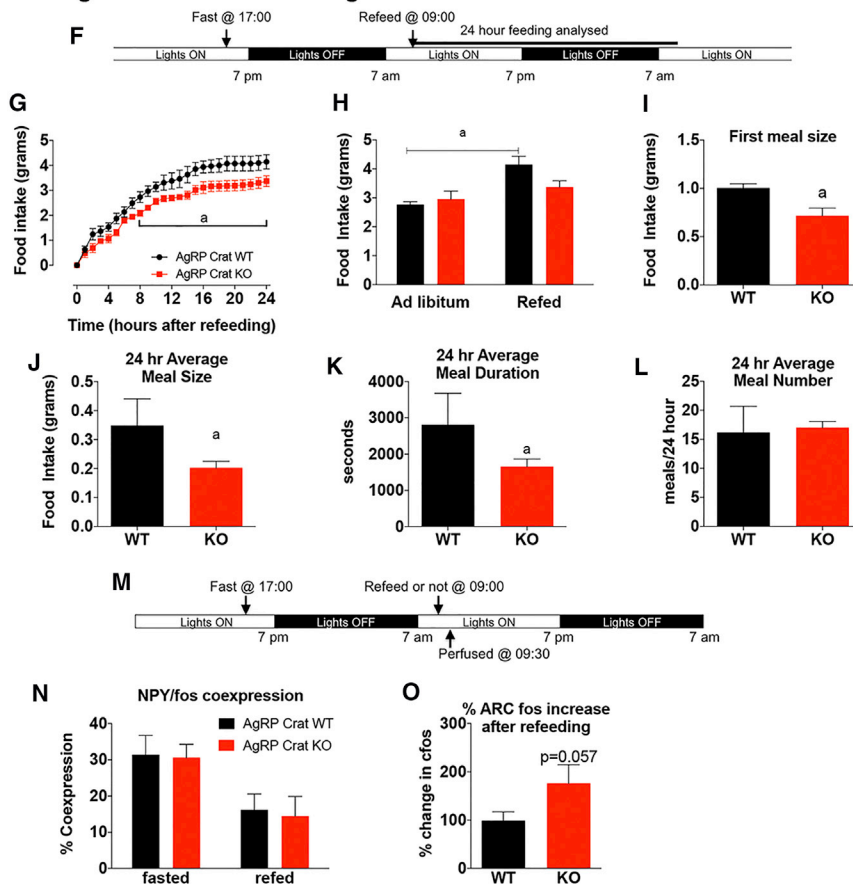 F
Fast @ 17:00
Refeed @ 09:00
24 hour feeding analysed
Lights ON
Lights OFF
Lights ON
Lights OFF
Lights ON
7 pm
7 am
7 pm
7 am
G
Food intake (grams)
5
4
3
2
1
0
a
AgRP Crat WT
AgRP Crat KO
0 4 8 12 16 20 24
Time (hours after refeeding)
H
Food Intake (grams)
5
4
3
2
1
0
a
Ad libitum
Refed
I
First meal size
Food Intake (grams)
1.5
1.0
0.5
0.0
a
WT
KO
J
24 hr Average
Meal Size
Food Intake (grams)
0.5
0.4
0.3
0.2
0.1
0.0
a
WT
KO
K
24 hr Average
Meal Duration
seconds
4000
3000
2000
1000
0
a
WT
KO
L
24 hr Average
Meal Number
meals/24 hour
25
20
15
10
5
0
WT
KO
M
Fast @ 17:00
Refeed or not @ 09:00
Lights ON
Lights OFF
Lights ON
Lights OFF
7 pm
7 am
7 pm
7 am
Perfused @ 09:30
N
NPY/fos coexpression
% Coexpression
40
30
20
10
0
AgRP Crat WT
AgRP Crat KO
fasted
refed
O
% ARC fos increase
after refeeding
% change in cfos
300
200
100
0
p=0.057
WT
KO